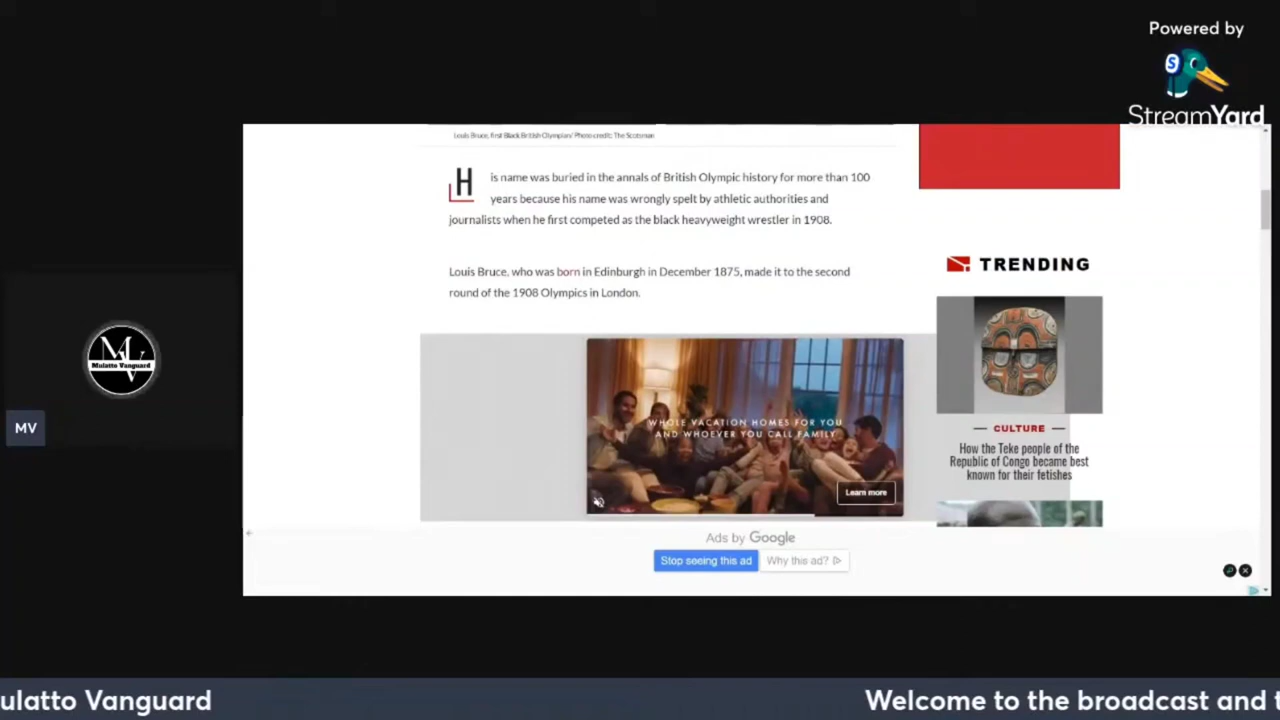 Powered by
StreamYard
Louis Bruce, first Black British Olympian/ Photo credit: The Scotsman
His name was buried in the annals of British Olympic history for more than 100
years because his name was wrongly spelt by athletic authorities and
journalists when he first competed as the black heavyweight wrestler in 1908.
Louis Bruce, who was born in Edinburgh in December 1875, made it to the second
round of the 1908 Olympics in London.
TRENDING
CULTURE
How the Teke people of the
Republic of Congo became best
known for their fetishes
WHOLE VACATION HOMES FOR YOU
AND WHOEVER YOU CALL FAMILY
Learn more
Ads by Google
Stop seeing this ad
Why this ad?
MV
Mulatto Vanguard
MV
ulatto Vanguard
Welcome to the broadcast and t